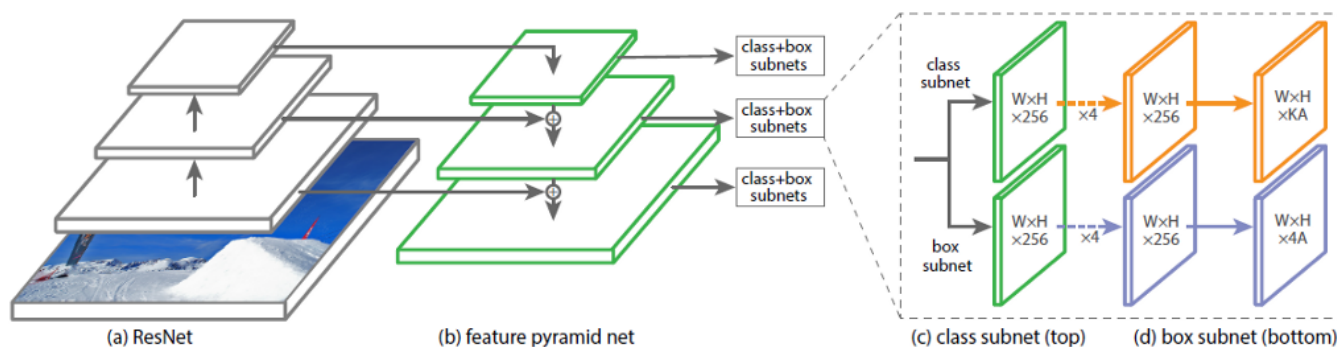 class+box
subnets
class+box
subnets
class+box
subnets
class
subnet
W×H
×256
×4
W×H
×256
W×H
×KA
box
subnet
W×H
×256
×4
W×H
×256
W×H
×4A
(a) ResNet
(b) feature pyramid net
(c) class subnet (top)
(d) box subnet (bottom)